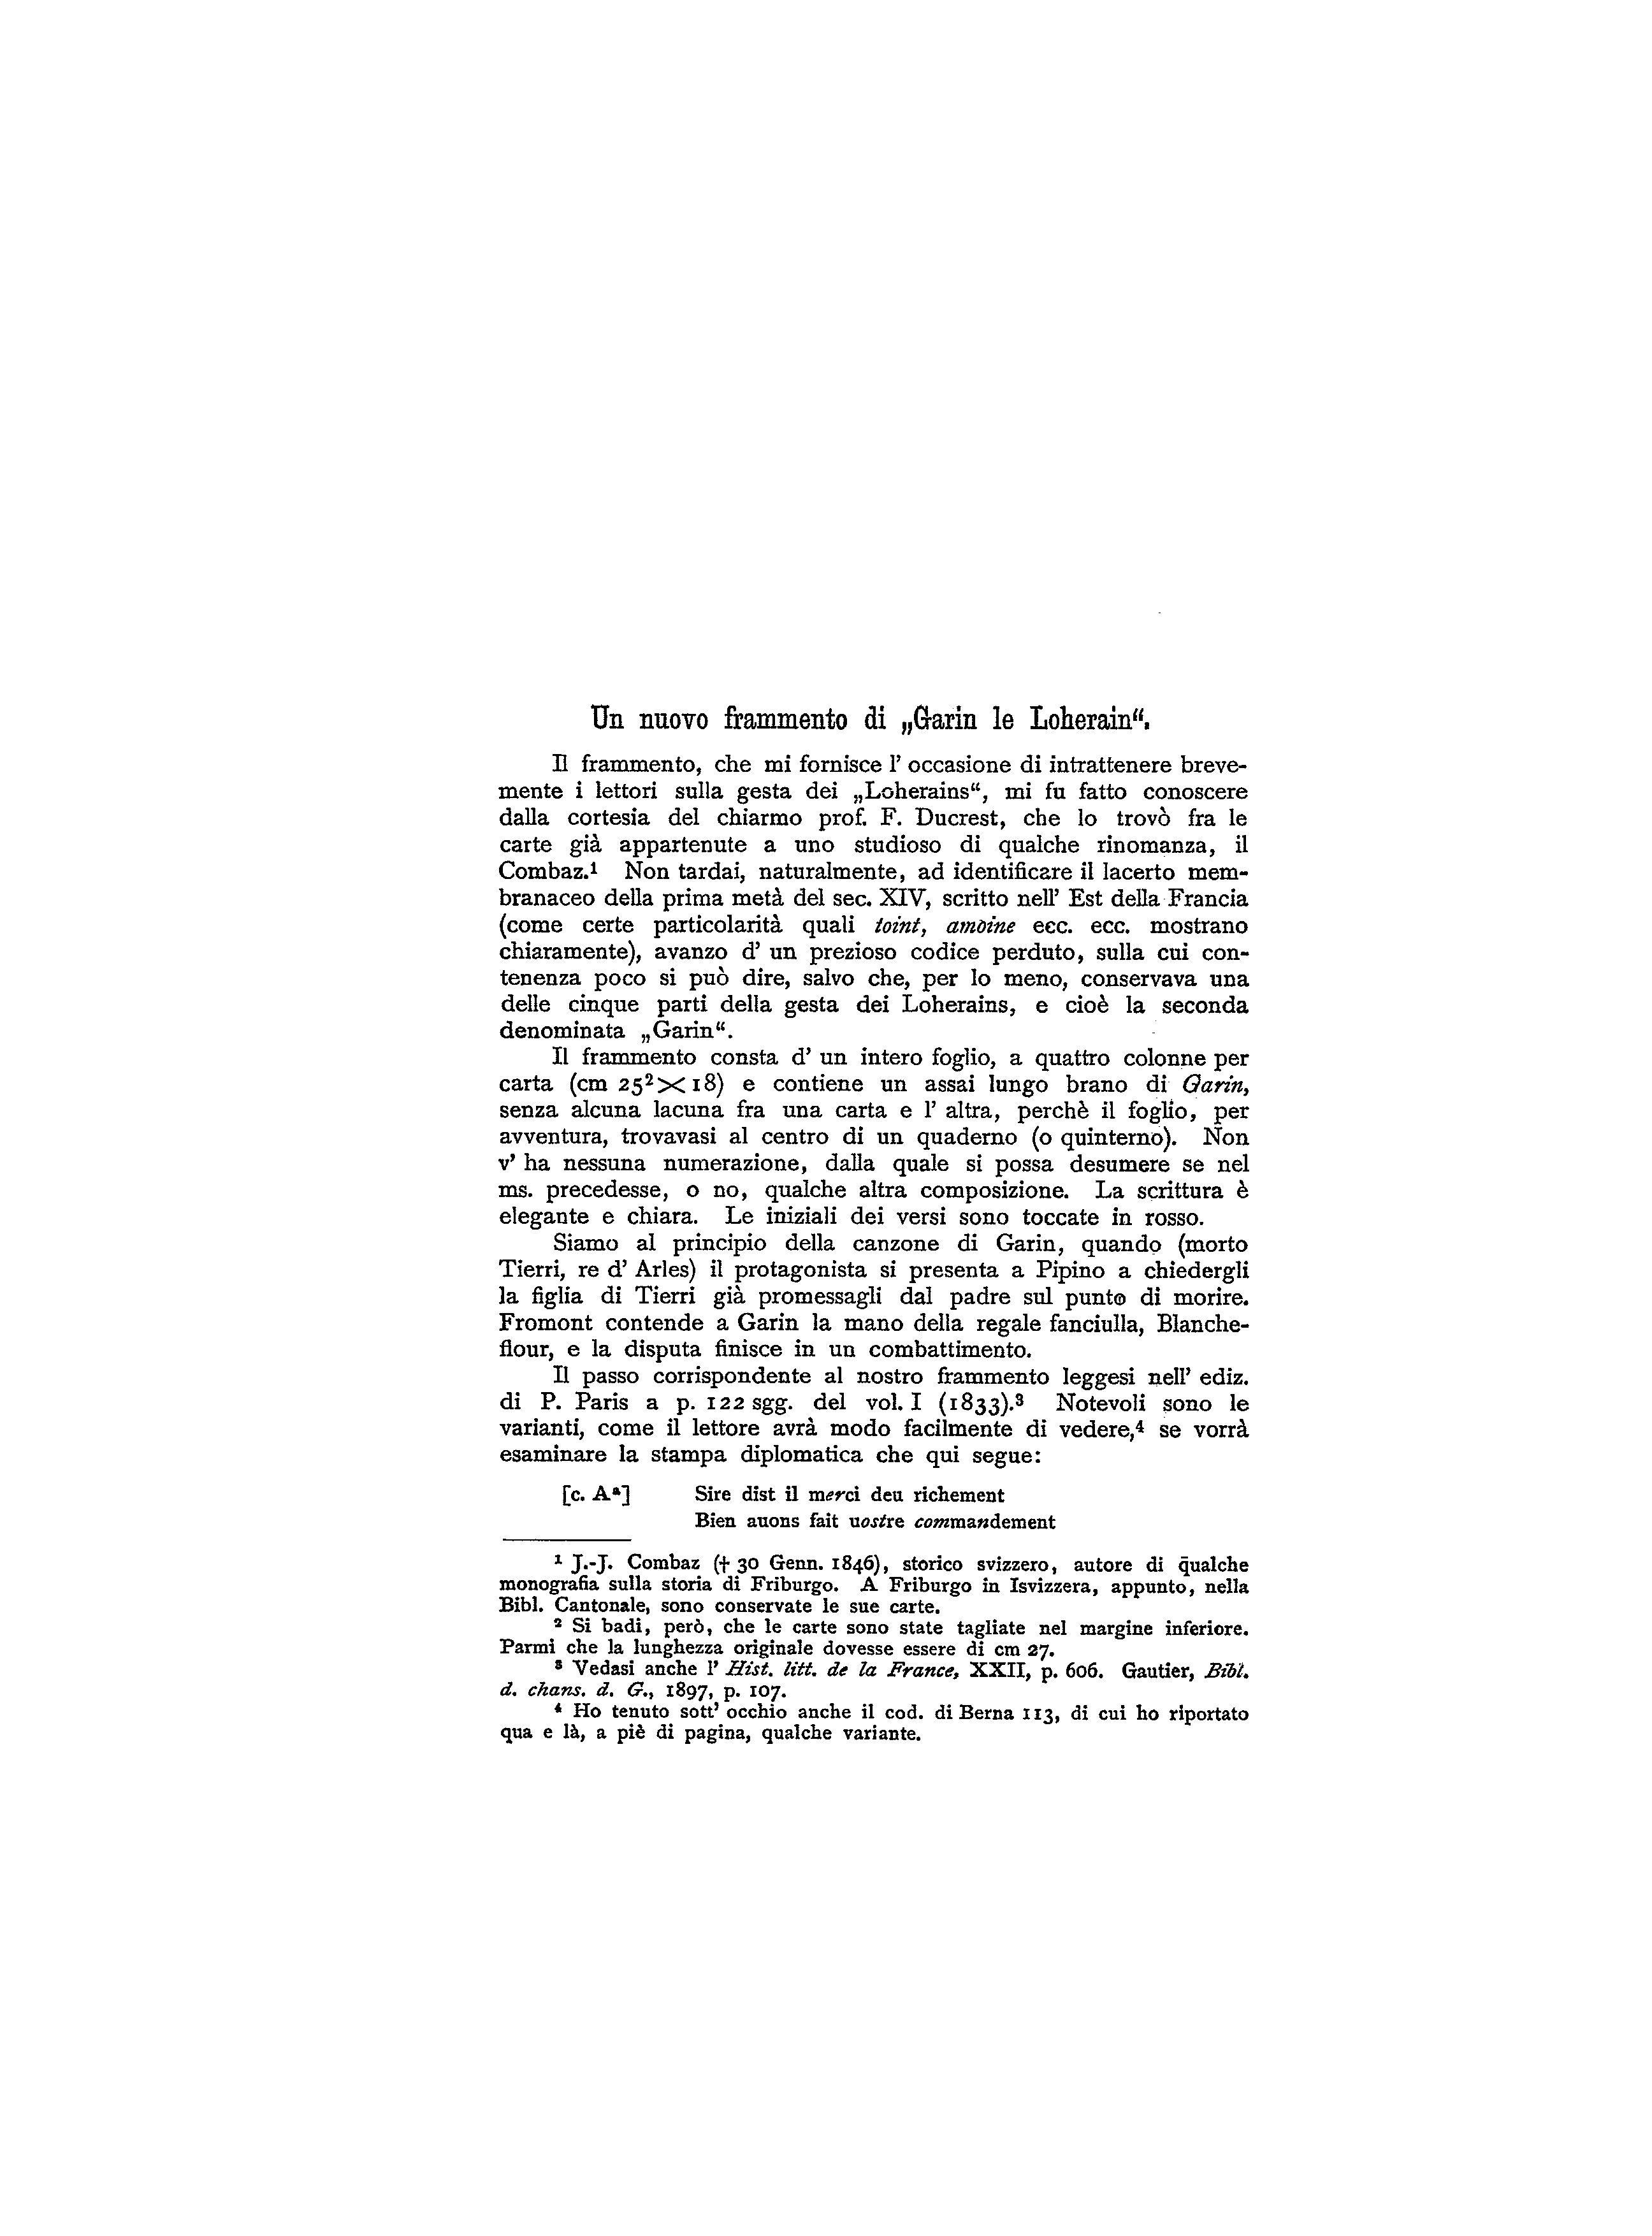 Un nuovo frammento di „Garin le Loherain“.
Il frammento, che mi fornisce l’ occasione di intrattenere breve-
mente i lettori sulla gesta dei „Loherains“, mi fu fatto conoscere
dalla cortesia del chiarmo prof. F. Ducrest, che lo trovò fra le
carte già appartenute a uno studioso di qualche rinomanza, il
Combaz.¹ Non tardai, naturalmente, ad identificare il lacerto mem-
branaceo della prima metà del sec. XIV, scritto nell’ Est della Francia
(come certe particolarità quali toint, amoine ecc. ecc. mostrano
chiaramente), avanzo d’ un prezioso codice perduto, sulla cui con-
tenenza poco si può dire, salvo che, per lo meno, conservava una
delle cinque parti della gesta dei Loherains, e cioè la seconda
denominata „Garin“.
Il frammento consta d’ un intero foglio, a quattro colonne per
carta (cm 25²×18) e contiene un assai lungo brano di Garin,
senza alcuna lacuna fra una carta e l’ altra, perchè il foglio, per
avventura, trovavasi al centro di un quaderno (o quinterno). Non
v’ ha nessuna numerazione, dalla quale si possa desumere se nel
ms. precedesse, o no, qualche altra composizione. La scrittura è
elegante e chiara. Le iniziali dei versi sono toccate in rosso.
Siamo al principio della canzone di Garin, quando (morto
Tierri, re d’ Arles) il protagonista si presenta a Pipino a chiedergli
la figlia di Tierri già promessagli dal padre sul punto di morire.
Fromont contende a Garin la mano della regale fanciulla, Blanche-
flour, e la disputa finisce in un combattimento.
Il passo corrispondente al nostro frammento leggesi nell’ ediz.
di P. Paris a p. 122 sgg. del vol. I (1833).³ Notevoli sono le
varianti, come il lettore avrà modo facilmente di vedere,⁴ se vorrà
esaminare la stampa diplomatica che qui segue:
[c. Aᵃ] Sire dist il merci deu richement
Bien auons fait uostre commandement
¹ J.-J. Combaz († 30 Genn. 1846), storico svizzero, autore di qualche
monografia sulla storia di Friburgo. A Friburgo in Isvizzera, appunto, nella
Bibl. Cantonale, sono conservate le sue carte.
² Si badi, però, che le carte sono state tagliate nel margine inferiore.
Parmi che la lunghezza originale dovesse essere di cm 27.
³ Vedasi anche l’ Hist. litt. de la France, XXII, p. 606. Gautier, Bibl.
d. chans. d. G., 1897, p. 107.
⁴ Ho tenuto sott’ occhio anche il cod. di Berna 113, di cui ho riportato
qua e là, a piè di pagina, qualche variante.